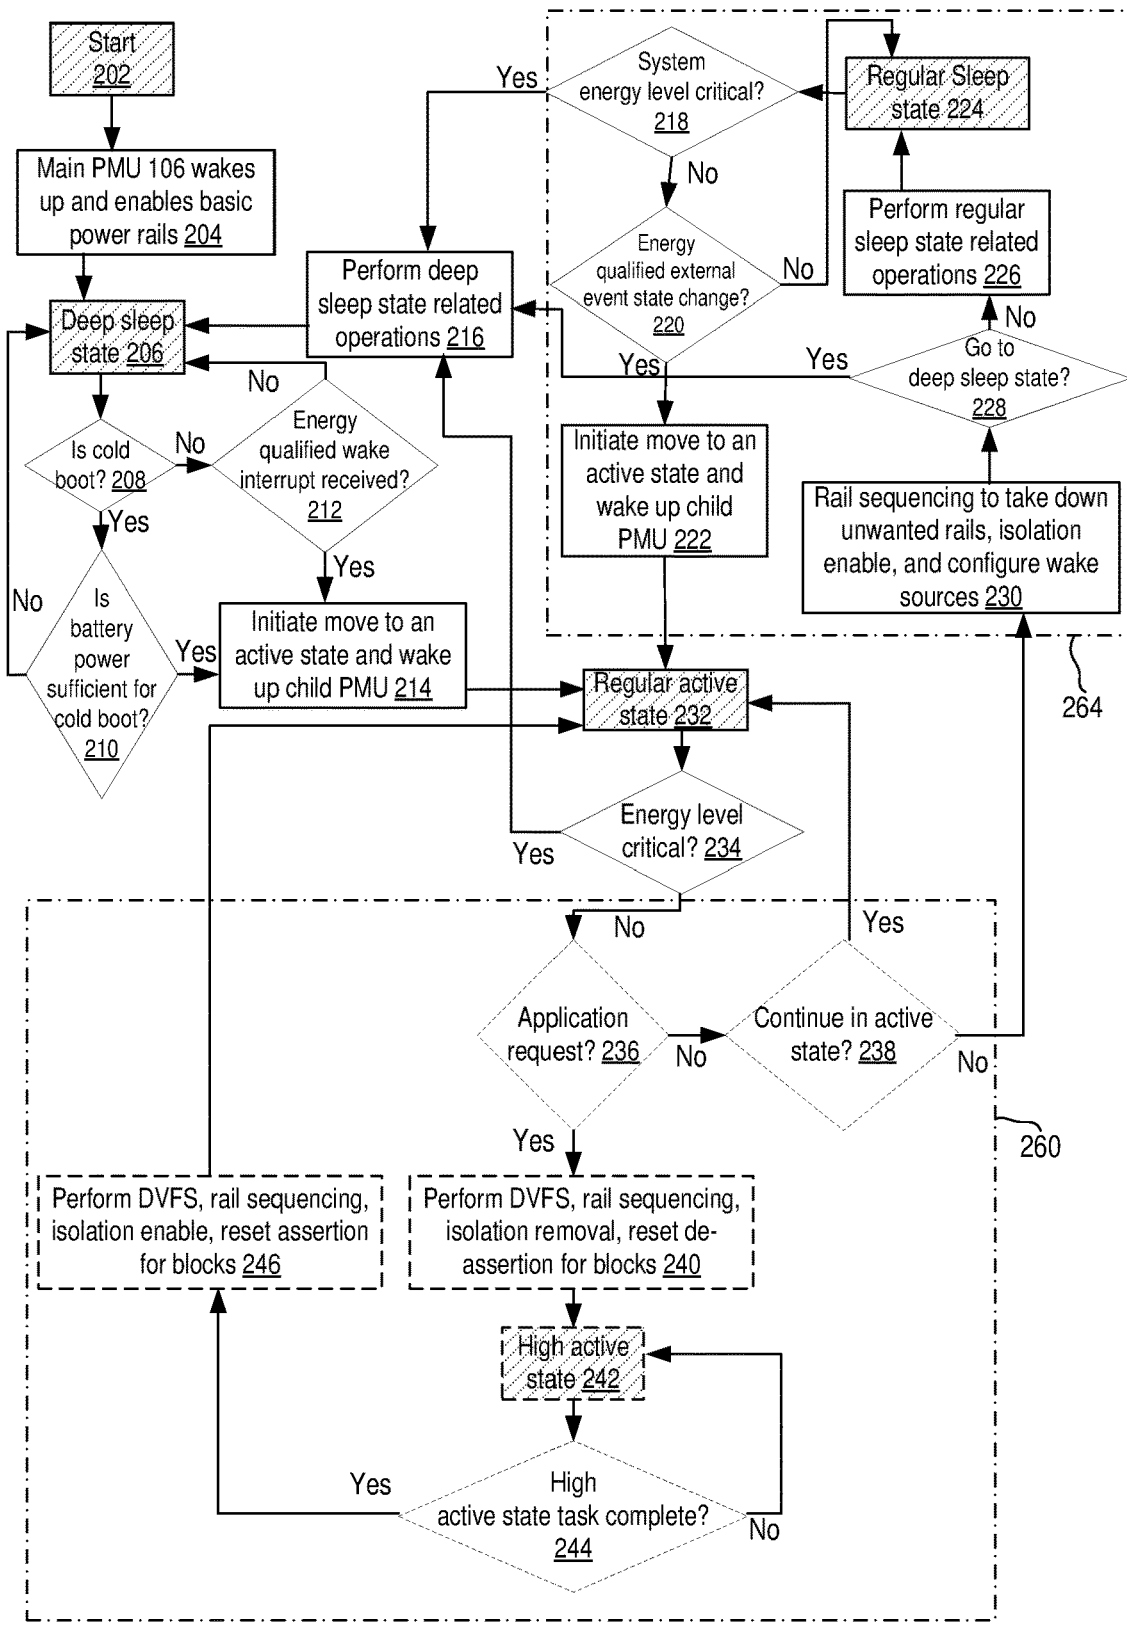 Start
202
Main PMU 106 wakes
up and enables basic
power rails 204
Deep sleep
state 206
Is cold
boot? 208
No
Yes
Is
battery
power
sufficient for
cold boot?
210
No
Yes
Energy
qualified wake
interrupt received?
212
No
Yes
Initiate move to an
active state and wake
up child PMU 214
Perform deep
sleep state related
operations 216
System
energy level critical?
218
Yes
No
Energy
qualified external
event state change?
220
No
Yes
Initiate move to an
active state and
wake up child
PMU 222
Regular Sleep
state 224
Perform regular
sleep state related
operations 226
No
Go to
deep sleep state?
228
Yes
Rail sequencing to take down
unwanted rails, isolation
enable, and configure wake
sources 230
264
Regular active
state 232
Energy level
critical? 234
Yes
No
Application
request? 236
No
Yes
Continue in active
state? 238
Yes
No
260
Perform DVFS, rail sequencing,
isolation removal, reset de-
assertion for blocks 240
High active
state 242
High
active state task complete?
244
Yes
No
Perform DVFS, rail sequencing,
isolation enable, reset assertion
for blocks 246